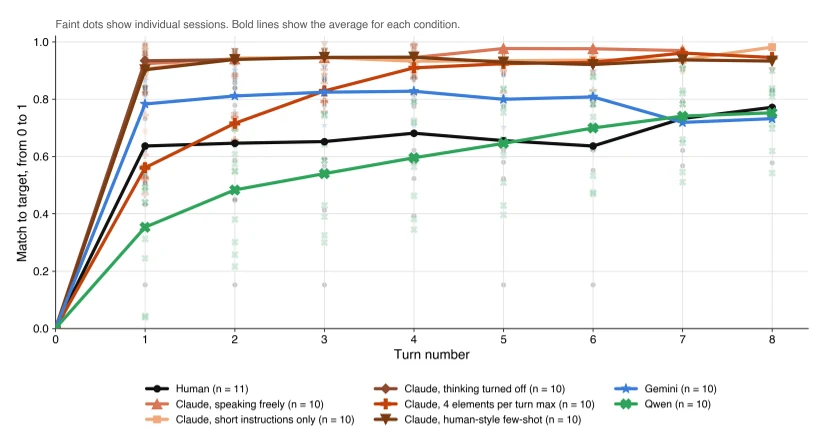 Faint dots show individual sessions. Bold lines show the average for each condition.
1.0
0.8
0.6
0.4
0.2
0.0
Match to target, from 0 to 1
0 1 2 3 4 5 6 7 8
Turn number
Human (n = 11)
Claude, speaking freely (n = 10)
Claude, short instructions only (n = 10)
Claude, thinking turned off (n = 10)
Claude, 4 elements per turn max (n = 10)
Claude, human-style few-shot (n = 10)
Gemini (n = 10)
Qwen (n = 10)